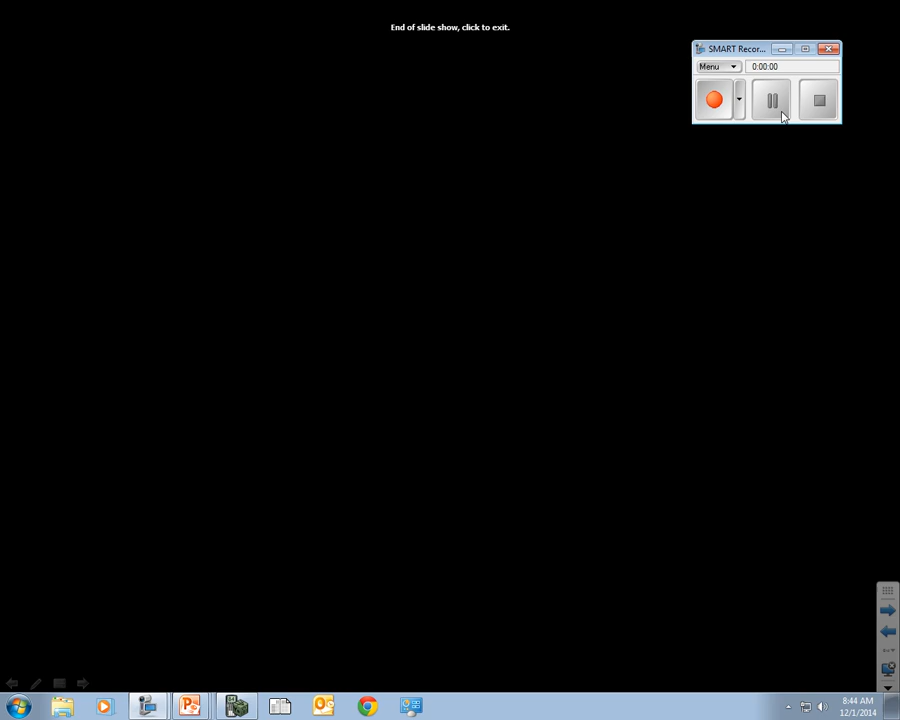 End of slide show, click to exit.
SMART Recor...
Menu
0:00:00
8:44 AM
12/1/2014